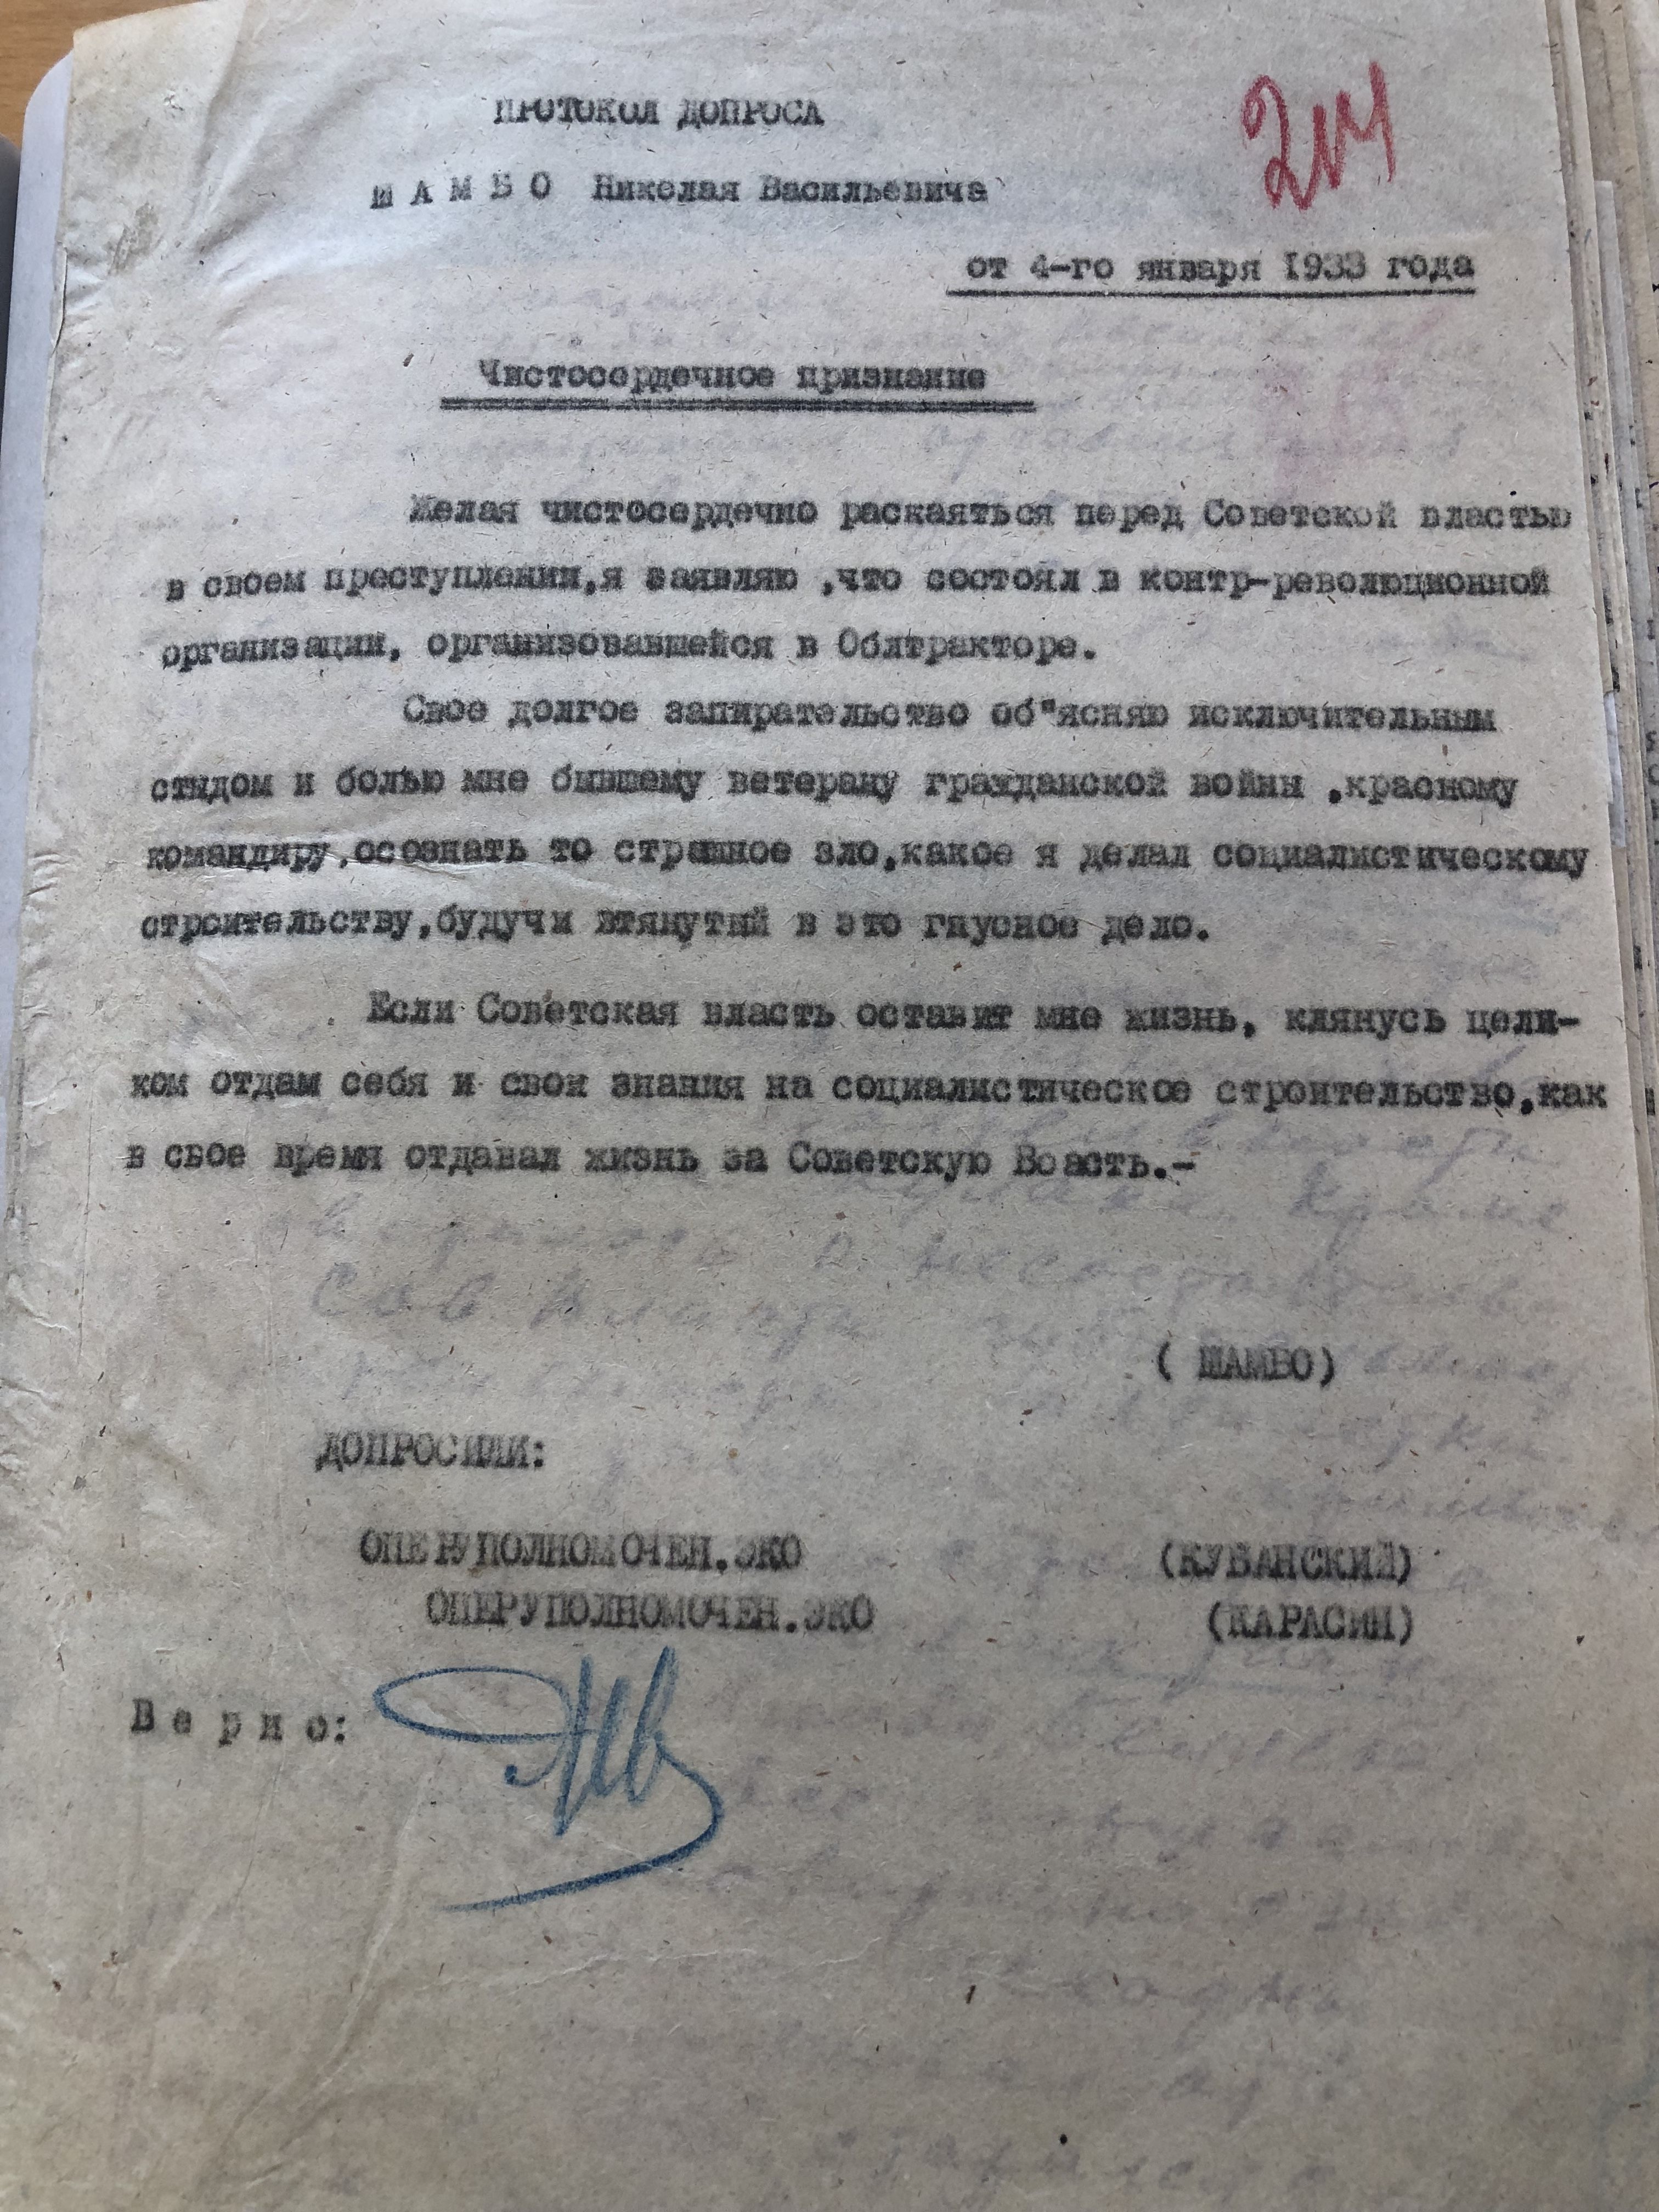 204
ПРОТОКОЛ ДОПРОСА
Ш А М Б О Николая Васильевича
от 4-го января 1933 года
Чистосердечное признание
Желая чистосердечно раскаяться перед Советской властью
в своем преступлении,я заявляю ,что состоял в контр-революционной
организации, организовавшейся в Облтракторе.
Свое долгое запирательство об"ясняю исключительным
стыдом и болью мне бывшему ветерану гражданской войны ,красному
командиру,осознать то страшное зло,какое я делал социалистическому
строительству,будучи втянутый в это гнусное дело.
Если Советская власть оставит мне жизнь, клянусь цели-
ком отдам себя и свои знания на социалистическое строительство,как
в свое время отдавал жизнь за Советскую Воасть.-
( ШАМБО)
ДОПРОСИЛИ:
ОПЕРУПОЛНОМОЧЕН.ЭКО (КУБАНСКИЙ)
ОПЕРУПОЛНОМОЧЕН.ЭКО (КАРАСИН)
В е р н о: